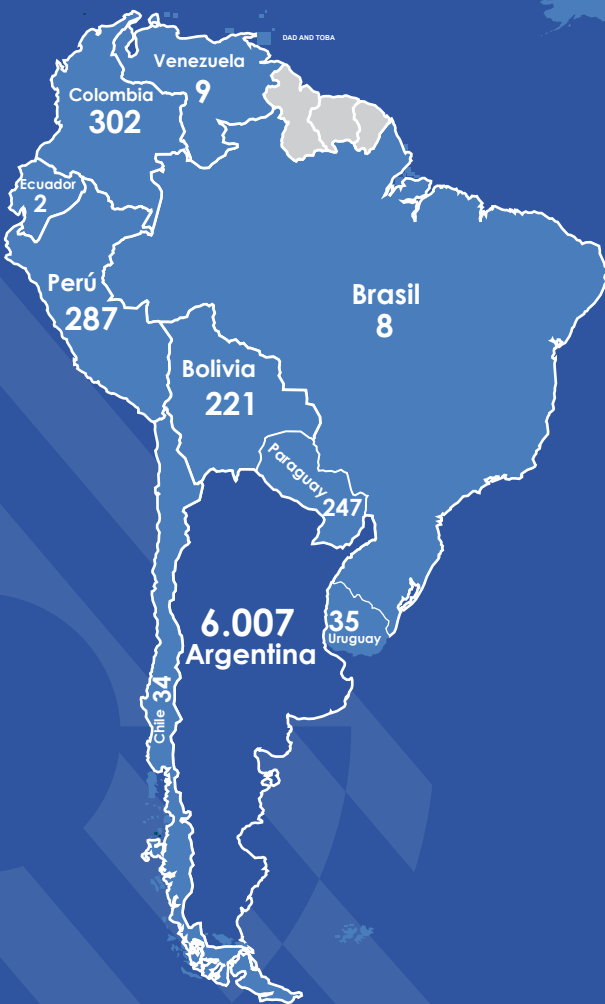 DAD AND TOBA
Venezuela
9
Colombia
302
Ecuador
2
Perú
287
Brasil
8
Bolivia
221
Paraguay
247
6.007
Argentina
35
Uruguay
Chile 34